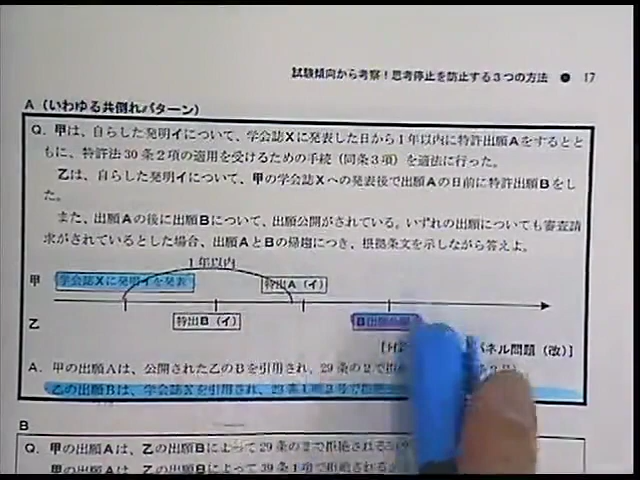 試験傾向から考察！思考停止を防止する3つの方法 ● 17
A（いわゆる共倒れパターン）
Q．甲は、自らした発明イについて、学会誌Xに発表した日から1年以内に特許出願Aをするとと
もに、特許法30条2項の適用を受けるための手続（同条3項）を適法に行った。
乙は、自らした発明イについて、甲の学会誌Xへの発表後で出願Aの日前に特許出願Bをし
た。
また、出願Aの後に出願Bについて、出願公開がされている。いずれの出願についても審査請
求がされているとした場合、出願AとBの帰趨につき、根拠条文を示しながら答えよ。
1年以内
甲 学会誌Xに発明イを発表 特出A（イ）
乙 特出B（イ） B出願公開
パネル問題（改）］
A．甲の出願Aは、公開された乙のBを引用され、29条の2で拒
乙の出願Bは、学会誌Xを引用され、29条1項3号で拒絶
B
Q．甲の出願Aは、乙の出願Bによって29条の2で拒絶されるか？
甲の出願Aは、乙の出願Bによって39条1項で拒絶される